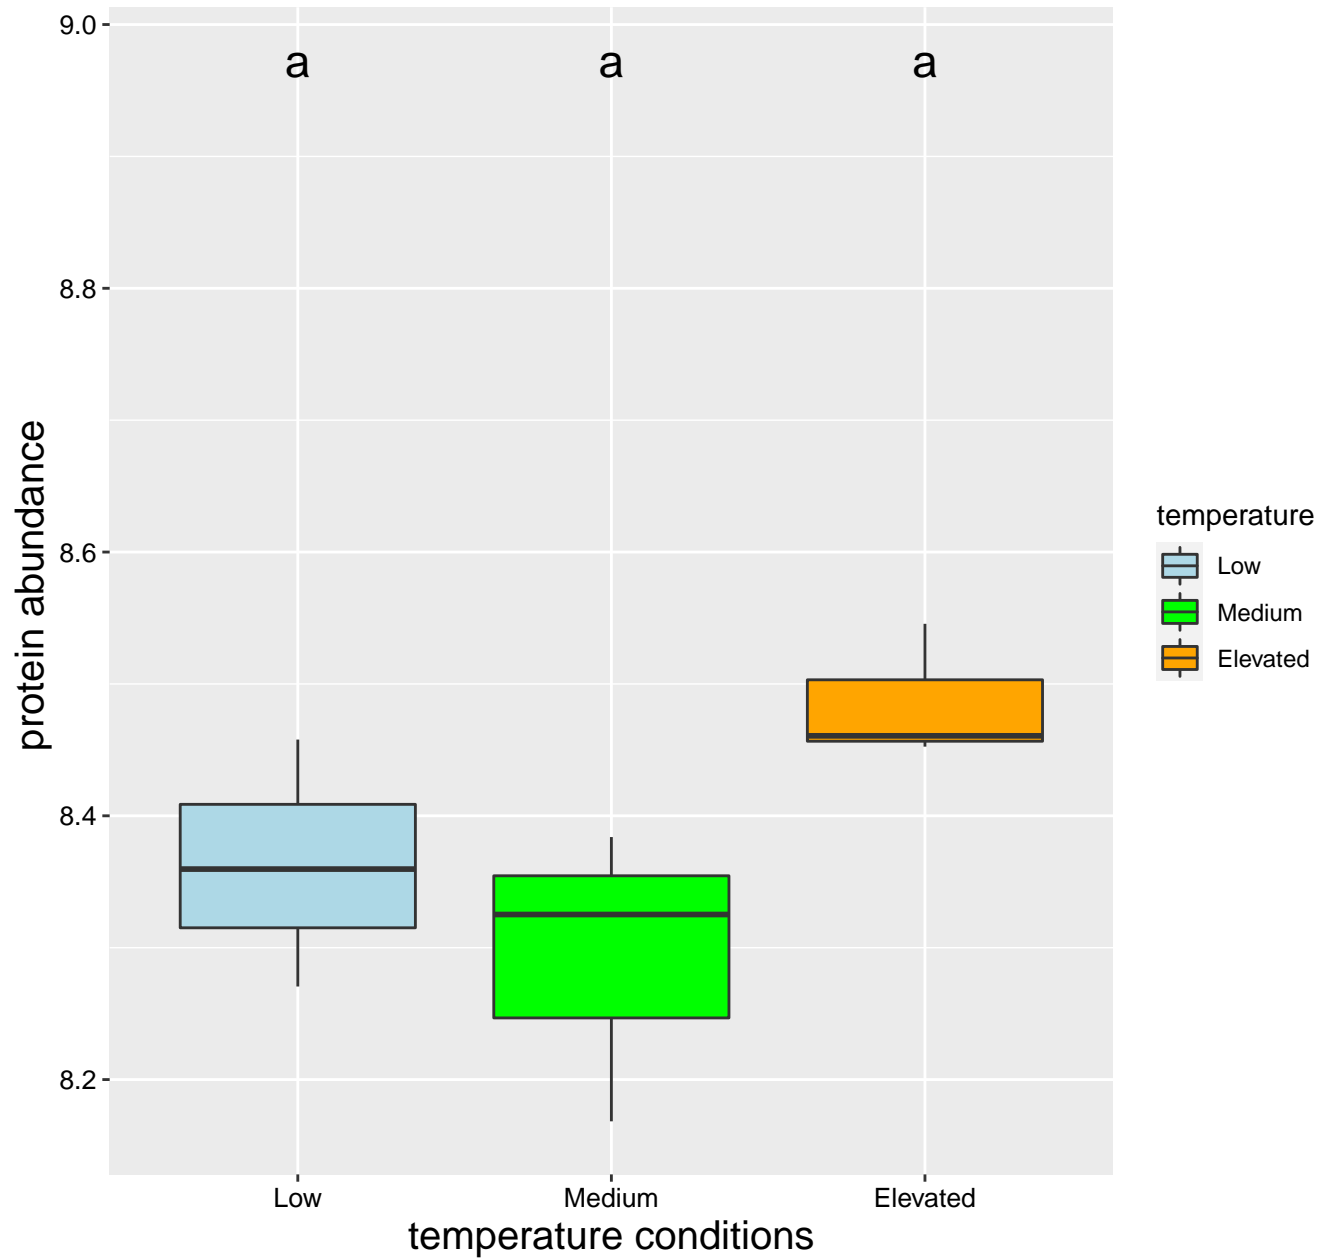 9.0
a a a
8.8
8.6
8.4
8.2
protein abundance
Low Medium Elevated
temperature conditions
temperature
Low
Medium
Elevated